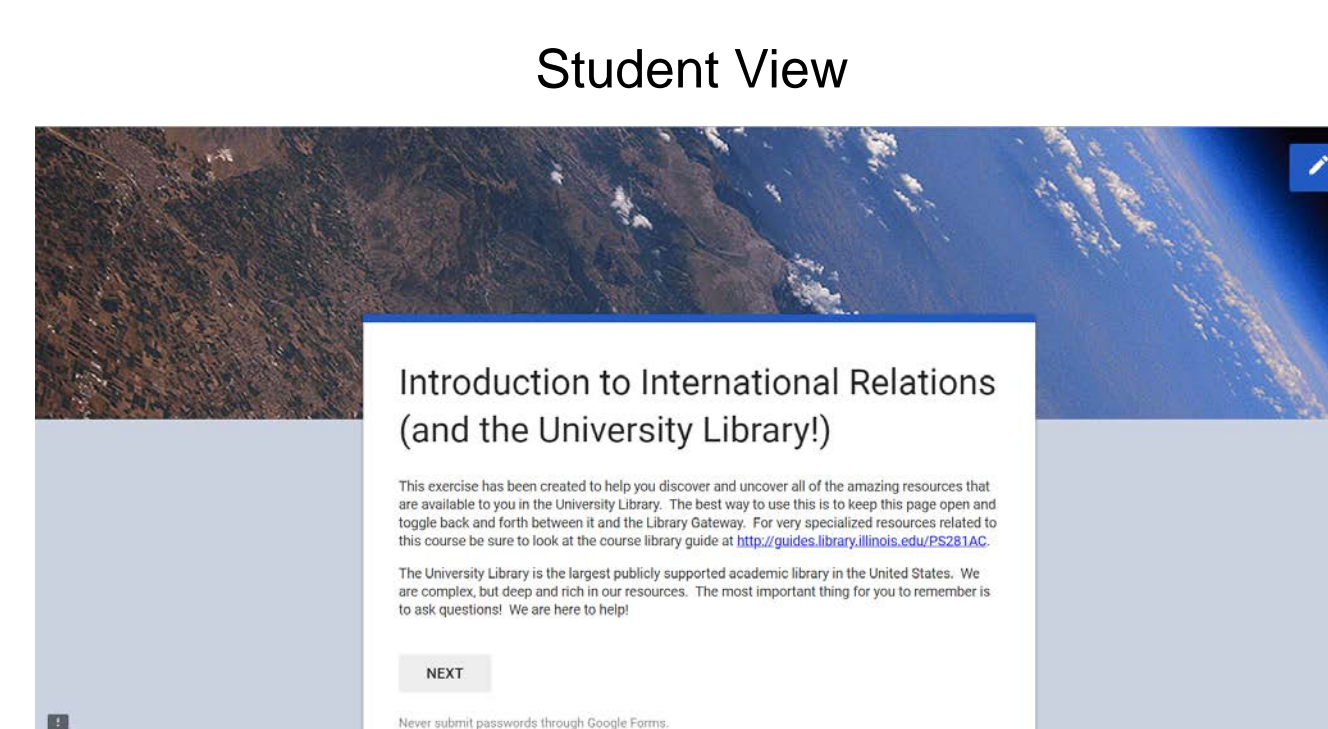 Student View
Introduction to International Relations
(and the University Library!)
This exercise has been created to help you discover and uncover all of the amazing resources that
are available to you in the University Library.  The best way to use this is to keep this page open and
toggle back and forth between it and the Library Gateway.  For very specialized resources related to
this course be sure to look at the course library guide at http://guides.library.illinois.edu/PS281AC.
The University Library is the largest publicly supported academic library in the United States.  We
are complex, but deep and rich in our resources.  The most important thing for you to remember is
to ask questions!  We are here to help!
NEXT
Never submit passwords through Google Forms.
!